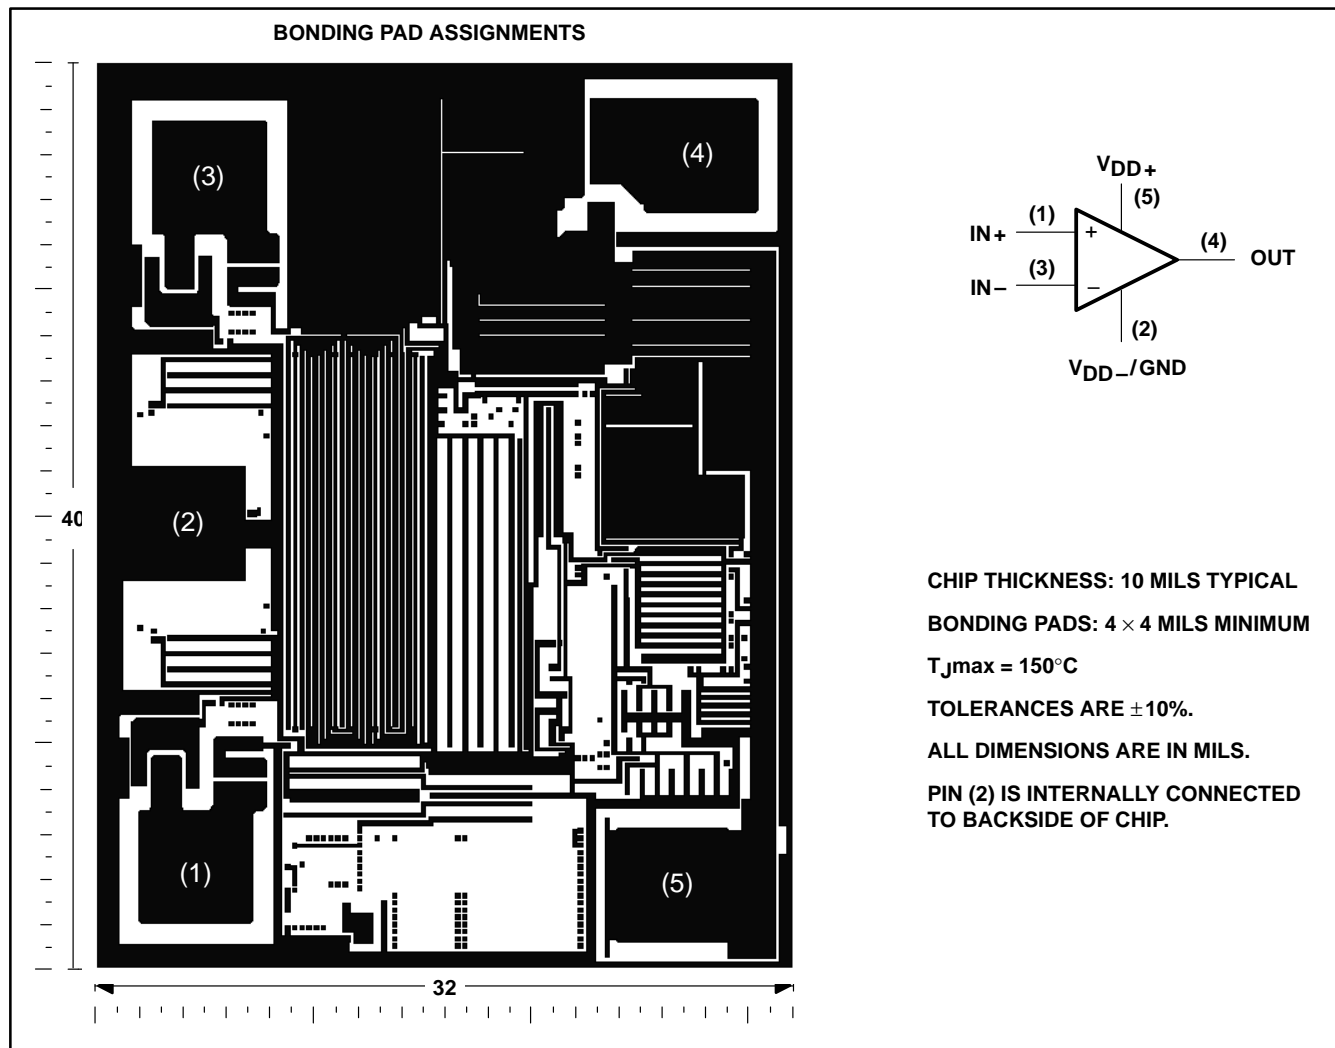 BONDING PAD ASSIGNMENTS
(3)
(4)
(2)
(1)
(5)
40
32
VDD+
(5)
(1)
IN+
+
(4)
OUT
(3)
IN−
−
(2)
VDD−/GND
CHIP THICKNESS: 10 MILS TYPICAL
BONDING PADS: 4 × 4 MILS MINIMUM
TJmax = 150°C
TOLERANCES ARE ±10%.
ALL DIMENSIONS ARE IN MILS.
PIN (2) IS INTERNALLY CONNECTED
TO BACKSIDE OF CHIP.